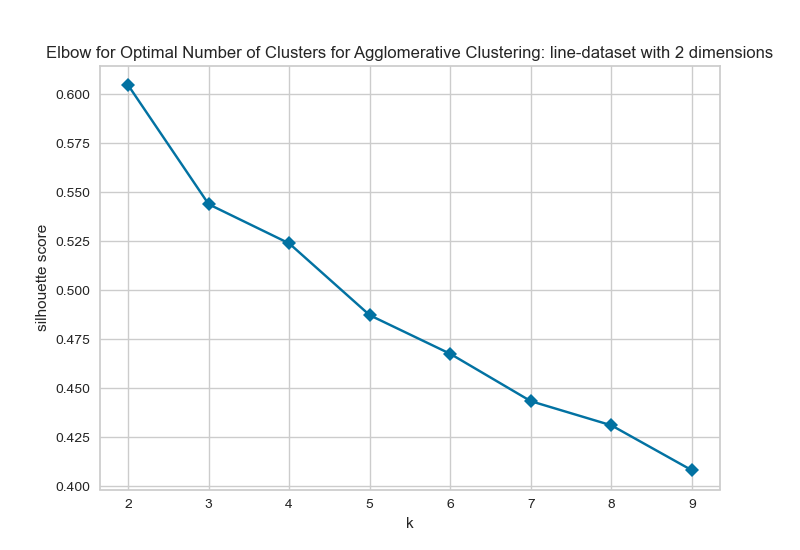 Elbow for Optimal Number of Clusters for Agglomerative Clustering: line-dataset with 2 dimensions
0.600
0.575
0.550
0.525
0.500
0.475
0.450
0.425
0.400
silhouette score
2 3 4 5 6 7 8 9
k